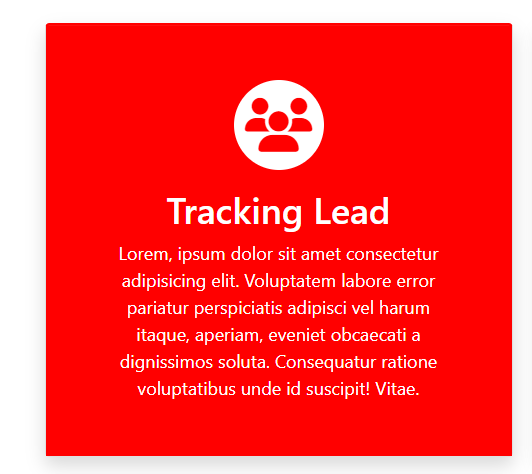 Tracking Lead
Lorem, ipsum dolor sit amet consectetur
adipisicing elit. Voluptatem labore error
pariatur perspiciatis adipisci vel harum
itaque, aperiam, eveniet obcaecati a
dignissimos soluta. Consequatur ratione
voluptatibus unde id suscipit! Vitae.